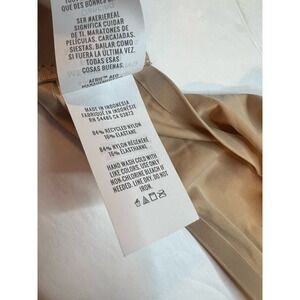 QUE DES BONNES
SER #AERIEREAL
SIGNIFICA CUIDAR
DE TI. MARATONES DE
PELÍCULAS. CARCAJADAS.
SIESTAS. BAILAR COMO
SI FUERA LA ÚLTIMA
VEZ. TODAS ESAS
COSAS BUENAS.
MADE IN INDONESIA
FABRIQUÉ EN INDONÉSIE
RN 54485 CA 03873
84% RECYCLED NYLON
16% ELASTANE
84% NYLON RÉGÉNÉRÉ
16% ÉLASTHANNE
HAND WASH COLD WITH
LIKE COLORS. USE ONLY
NON-CHLORINE BLEACH IF
NEEDED. LINE DRY. DO NOT
IRON.